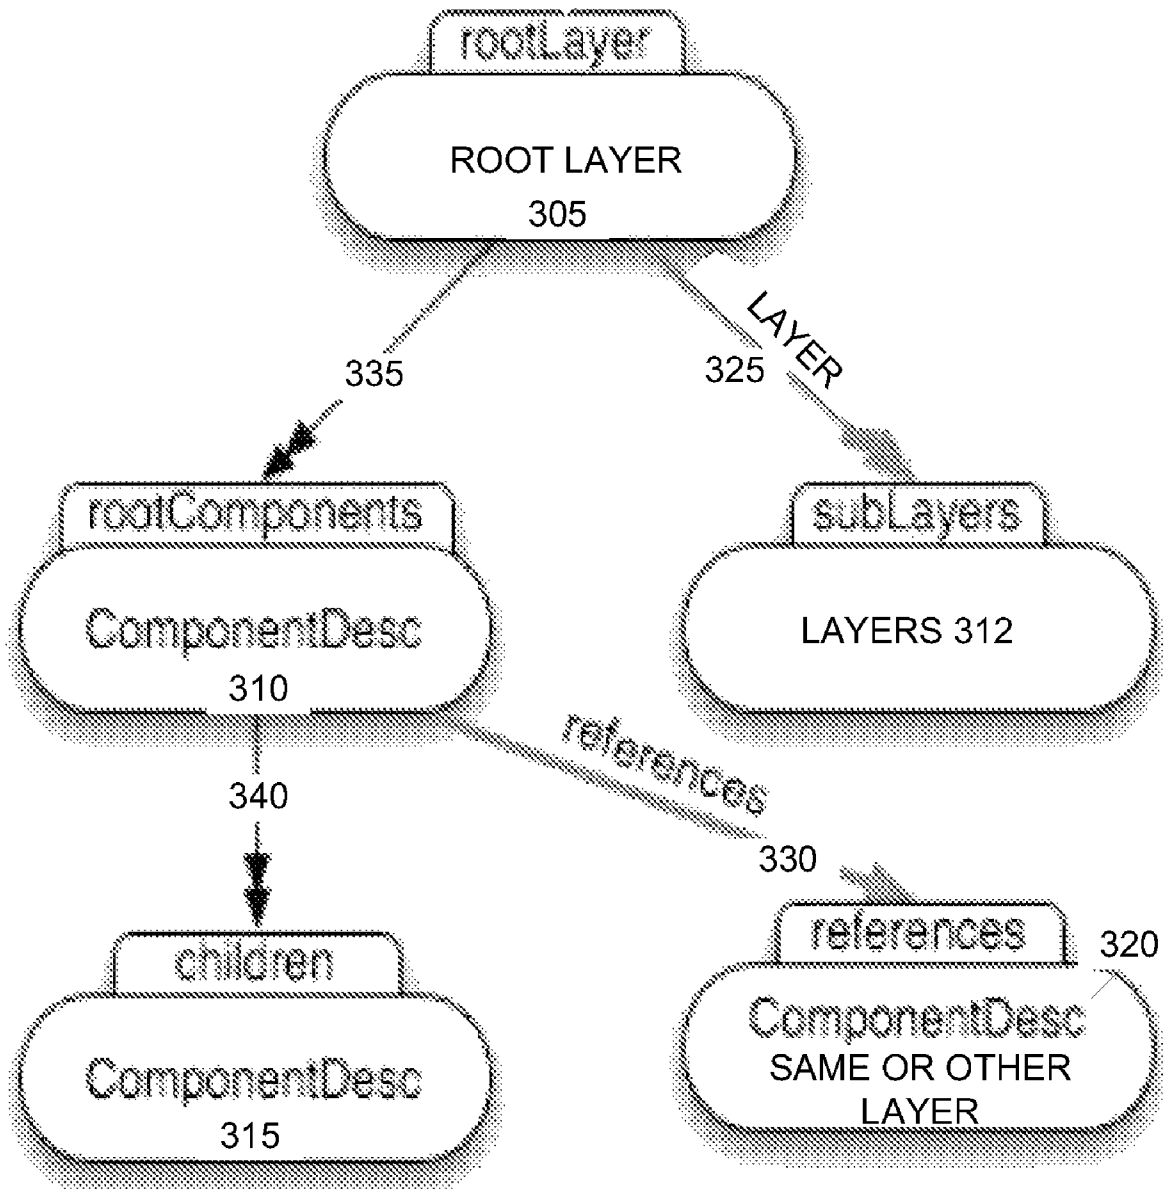 rootLayer
ROOT LAYER
305
335
325
LAYER
rootComponents
subLayers
ComponentDesc
310
LAYERS 312
references
340
330
children
references
320
ComponentDesc
315
ComponentDesc
SAME OR OTHER
LAYER